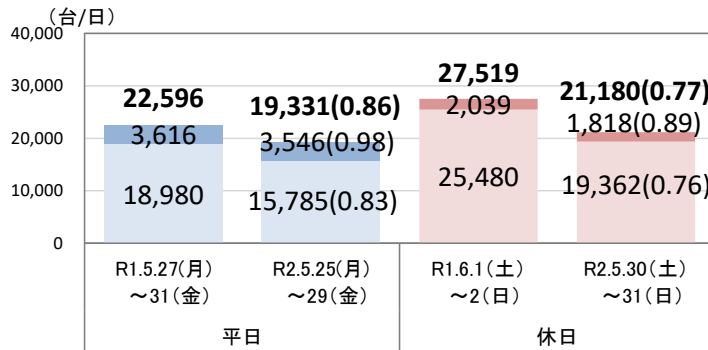 （台/日）
40,000
30,000
20,000
10,000
0
22,596
3,616
18,980
19,331(0.86)
3,546(0.98)
15,785(0.83)
27,519
2,039
25,480
21,180(0.77)
1,818(0.89)
19,362(0.76)
R1.5.27(月)
～31(金)
R2.5.25(月)
～29(金)
R1.6.1(土)
～2(日)
R2.5.30(土)
～31(日)
平日
休日